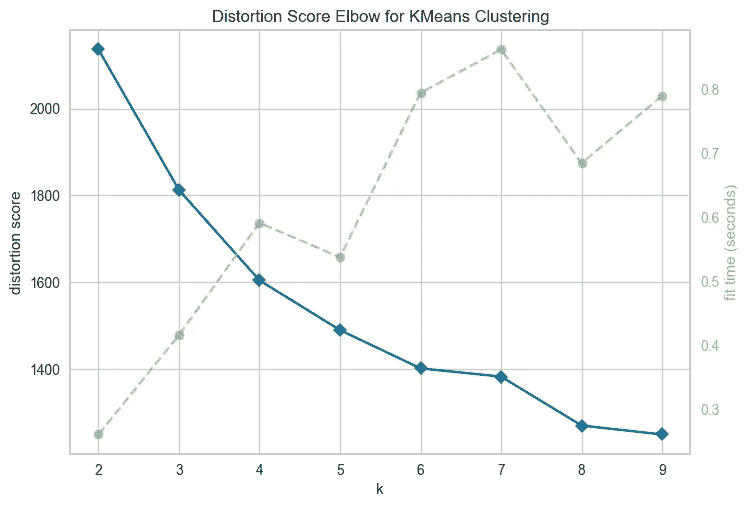 Distortion Score Elbow for KMeans Clustering
distortion score
2000
1800
1600
1400
0.8
0.7
0.6
0.5
0.4
0.3
fit time (seconds)
2 3 4 5 6 7 8 9
k